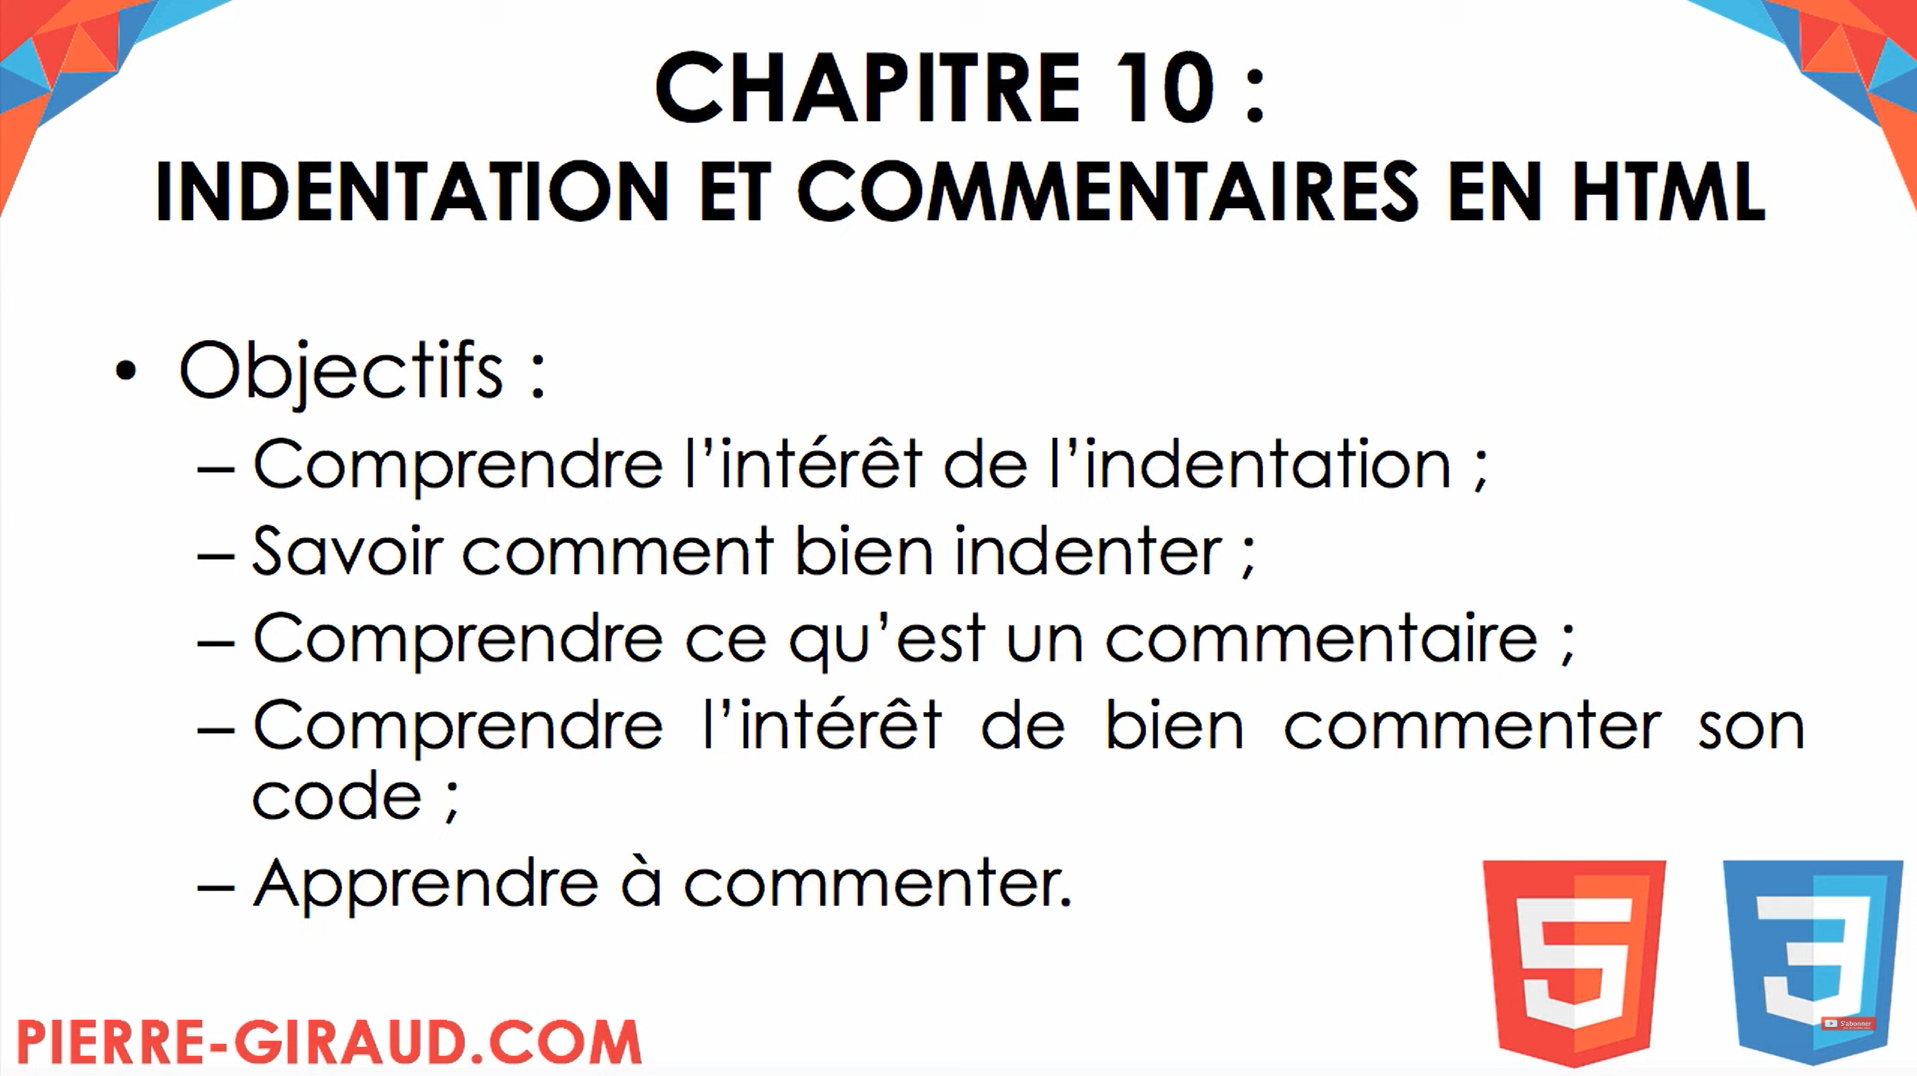 CHAPITRE 10 :
INDENTATION ET COMMENTAIRES EN HTML
• Objectifs :
– Comprendre l’intérêt de l’indentation ;
– Savoir comment bien indenter ;
– Comprendre ce qu’est un commentaire ;
– Comprendre l’intérêt de bien commenter son
code ;
– Apprendre à commenter.
5
3
S'abonner
PIERRE-GIRAUD.COM